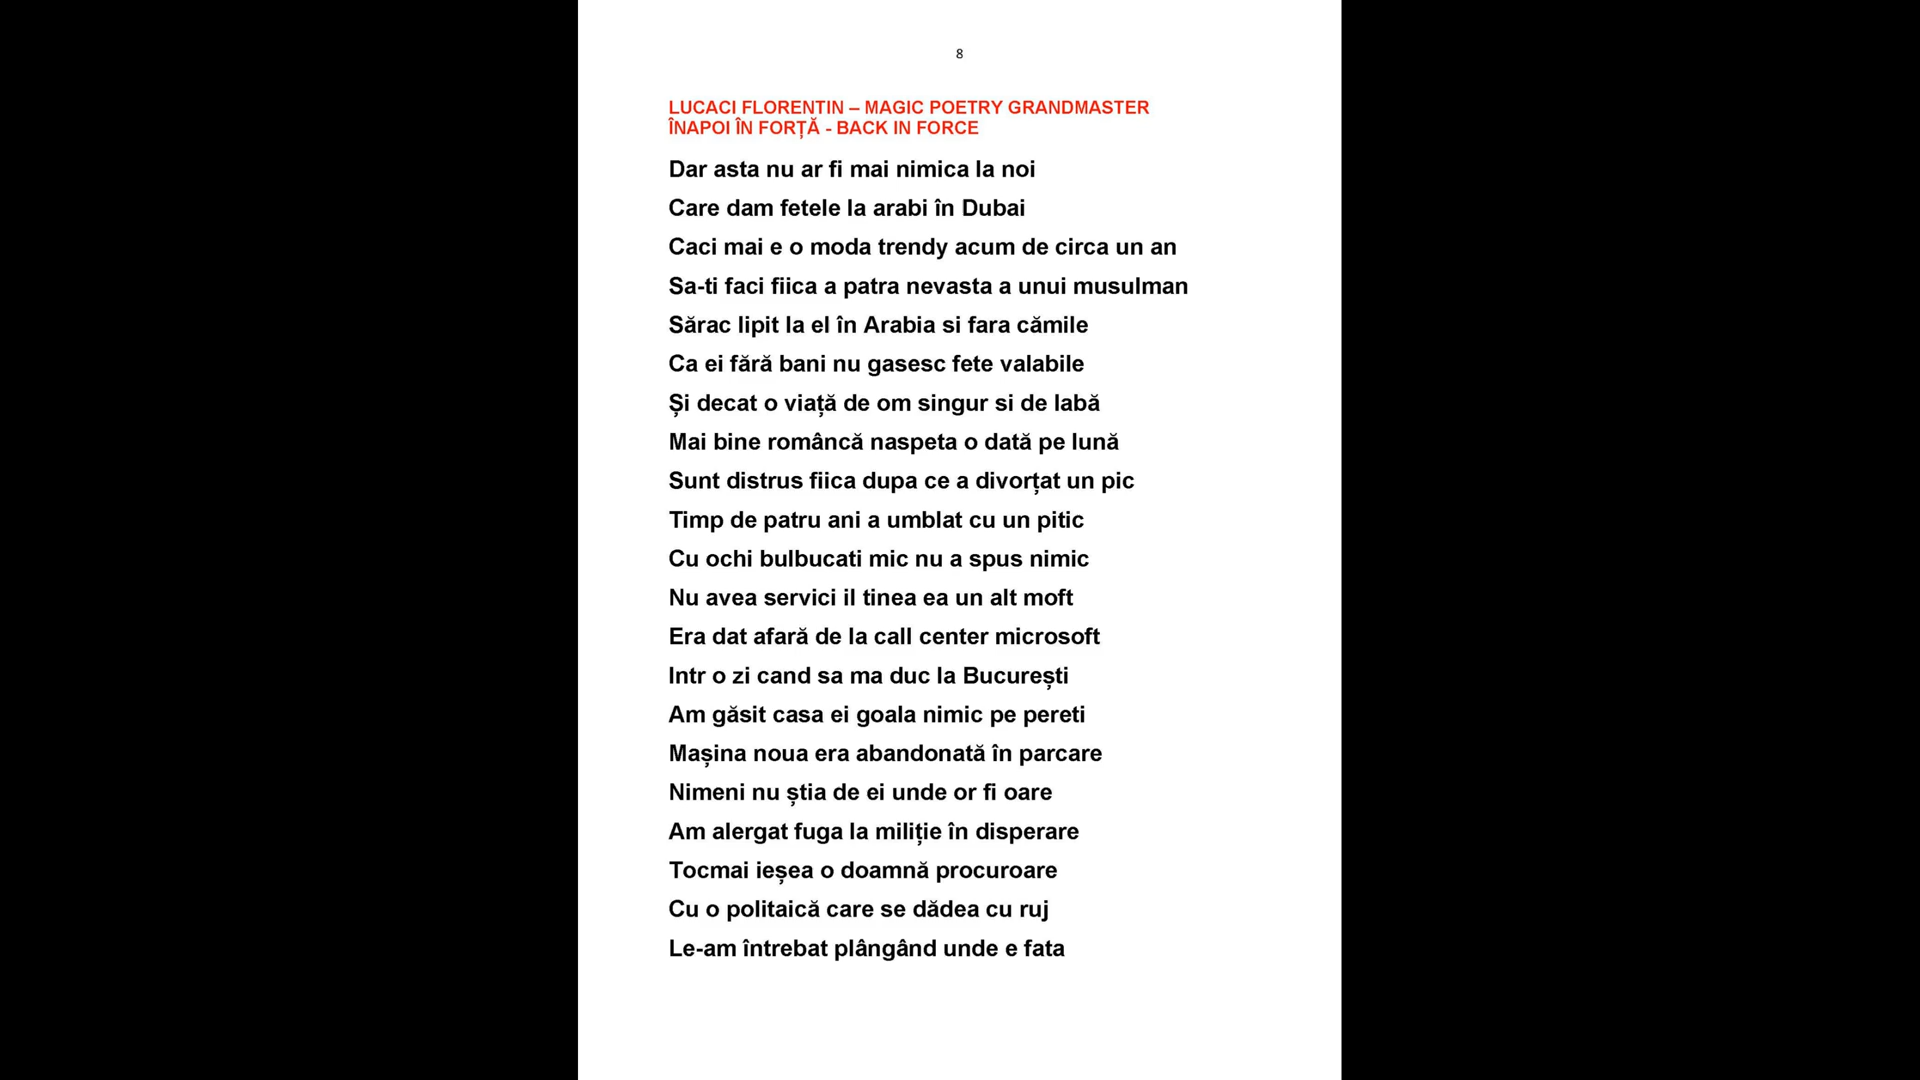 8
LUCACI FLORENTIN – MAGIC POETRY GRANDMASTER
ÎNAPOI ÎN FORȚĂ - BACK IN FORCE
Dar asta nu ar fi mai nimica la noi
Care dam fetele la arabi în Dubai
Caci mai e o moda trendy acum de circa un an
Sa-ti faci fiica a patra nevasta a unui musulman
Sărac lipit la el în Arabia si fara cămile
Ca ei fără bani nu gasesc fete valabile
Și decat o viață de om singur si de labă
Mai bine româncă naspeta o dată pe lună
Sunt distrus fiica dupa ce a divorțat un pic
Timp de patru ani a umblat cu un pitic
Cu ochi bulbucati mic nu a spus nimic
Nu avea servici il tinea ea un alt moft
Era dat afară de la call center microsoft
Intr o zi cand sa ma duc la București
Am găsit casa ei goala nimic pe pereti
Mașina noua era abandonată în parcare
Nimeni nu știa de ei unde or fi oare
Am alergat fuga la miliție în disperare
Tocmai ieșea o doamnă procuroare
Cu o politaică care se dădea cu ruj
Le-am întrebat plângând unde e fata